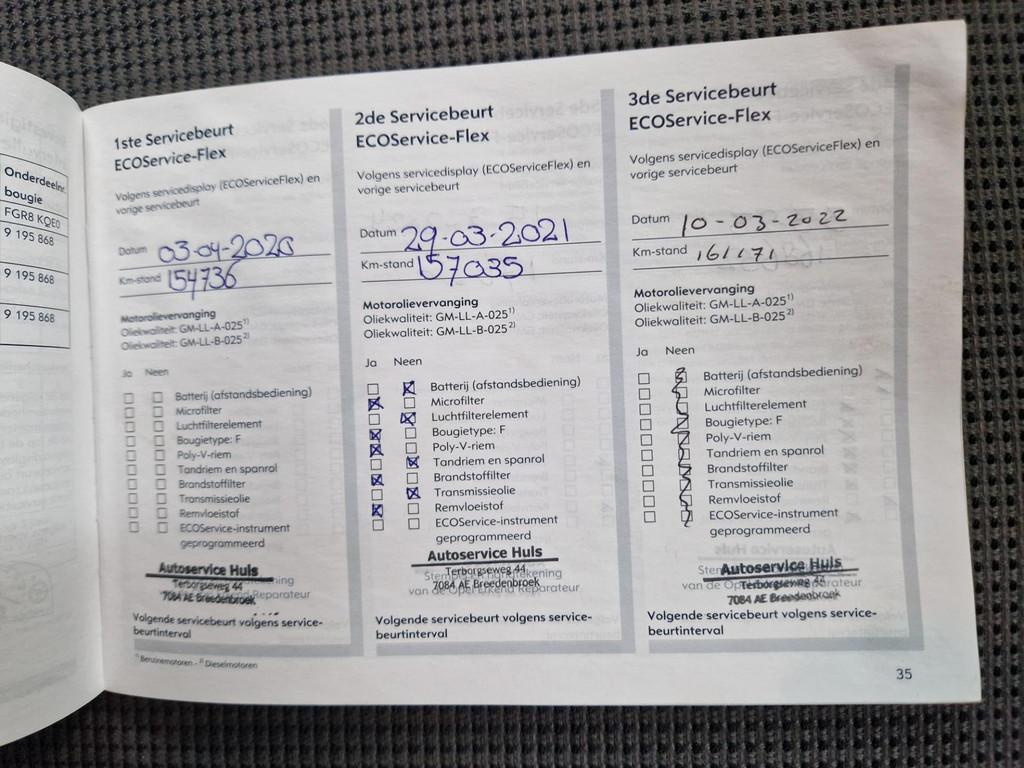 Onderdeelnr.
bougie
FGR8 KQE0
9 195 868
9 195 868
9 195 868
1ste Servicebeurt
ECOService-Flex
Volgens servicedisplay (ECOServiceFlex) en
vorige servicebeurt
Datum 03-04-2020
Km-stand 154736
Motorolievervanging
Oliekwaliteit: GM-LL-A-025¹⁾
Oliekwaliteit: GM-LL-B-025²⁾
Ja Neen
Batterij (afstandsbediening)
Microfilter
Luchtfilterelement
Bougietype: F
Poly-V-riem
Tandriem en spanrol
Brandstoffilter
Transmissieolie
Remvloeistof
ECOService-instrument
geprogrammeerd
Autoservice Huls
Terborgseweg 44
7084 AE Breedenbroek
Volgende servicebeurt volgens service-
beurtinterval
¹⁾ Benzinemotoren - ²⁾ Dieselmotoren
2de Servicebeurt
ECOService-Flex
Volgens servicedisplay (ECOServiceFlex) en
vorige servicebeurt
Datum 29-03-2021
Km-stand 157035
Motorolievervanging
Oliekwaliteit: GM-LL-A-025¹⁾
Oliekwaliteit: GM-LL-B-025²⁾
Ja Neen
Batterij (afstandsbediening)
Microfilter
Luchtfilterelement
Bougietype: F
Poly-V-riem
Tandriem en spanrol
Brandstoffilter
Transmissieolie
Remvloeistof
ECOService-instrument
geprogrammeerd
Autoservice Huls
Terborgseweg 44
7084 AE Breedenbroek
van de Opel Erkend Reparateur
Volgende servicebeurt volgens service-
beurtinterval
3de Servicebeurt
ECOService-Flex
Volgens servicedisplay (ECOServiceFlex) en
vorige servicebeurt
Datum 10-03-2022
Km-stand 161171
Motorolievervanging
Oliekwaliteit: GM-LL-A-025¹⁾
Oliekwaliteit: GM-LL-B-025²⁾
Ja Neen
Batterij (afstandsbediening)
Microfilter
Luchtfilterelement
Bougietype: F
Poly-V-riem
Tandriem en spanrol
Brandstoffilter
Transmissieolie
Remvloeistof
ECOService-instrument
geprogrammeerd
Autoservice Huls
Terborgseweg 44
7084 AE Breedenbroek
Volgende servicebeurt volgens service-
beurtinterval
35